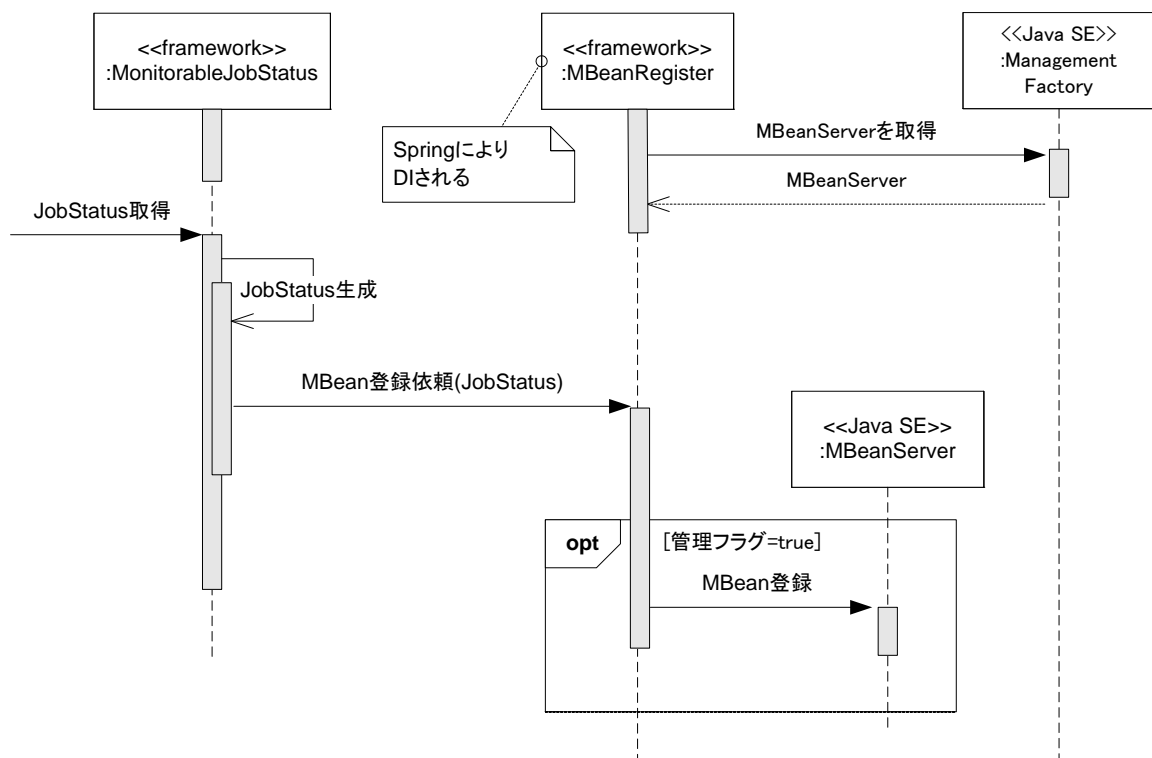 <<framework>>
:MonitorableJobStatus
<<framework>>
:MBeanRegister
<<Java SE>>
:Management
Factory
Springにより
DIされる
MBeanServerを取得
MBeanServer
JobStatus取得
JobStatus生成
MBean登録依頼(JobStatus)
<<Java SE>>
:MBeanServer
opt
[管理フラグ=true]
MBean登録